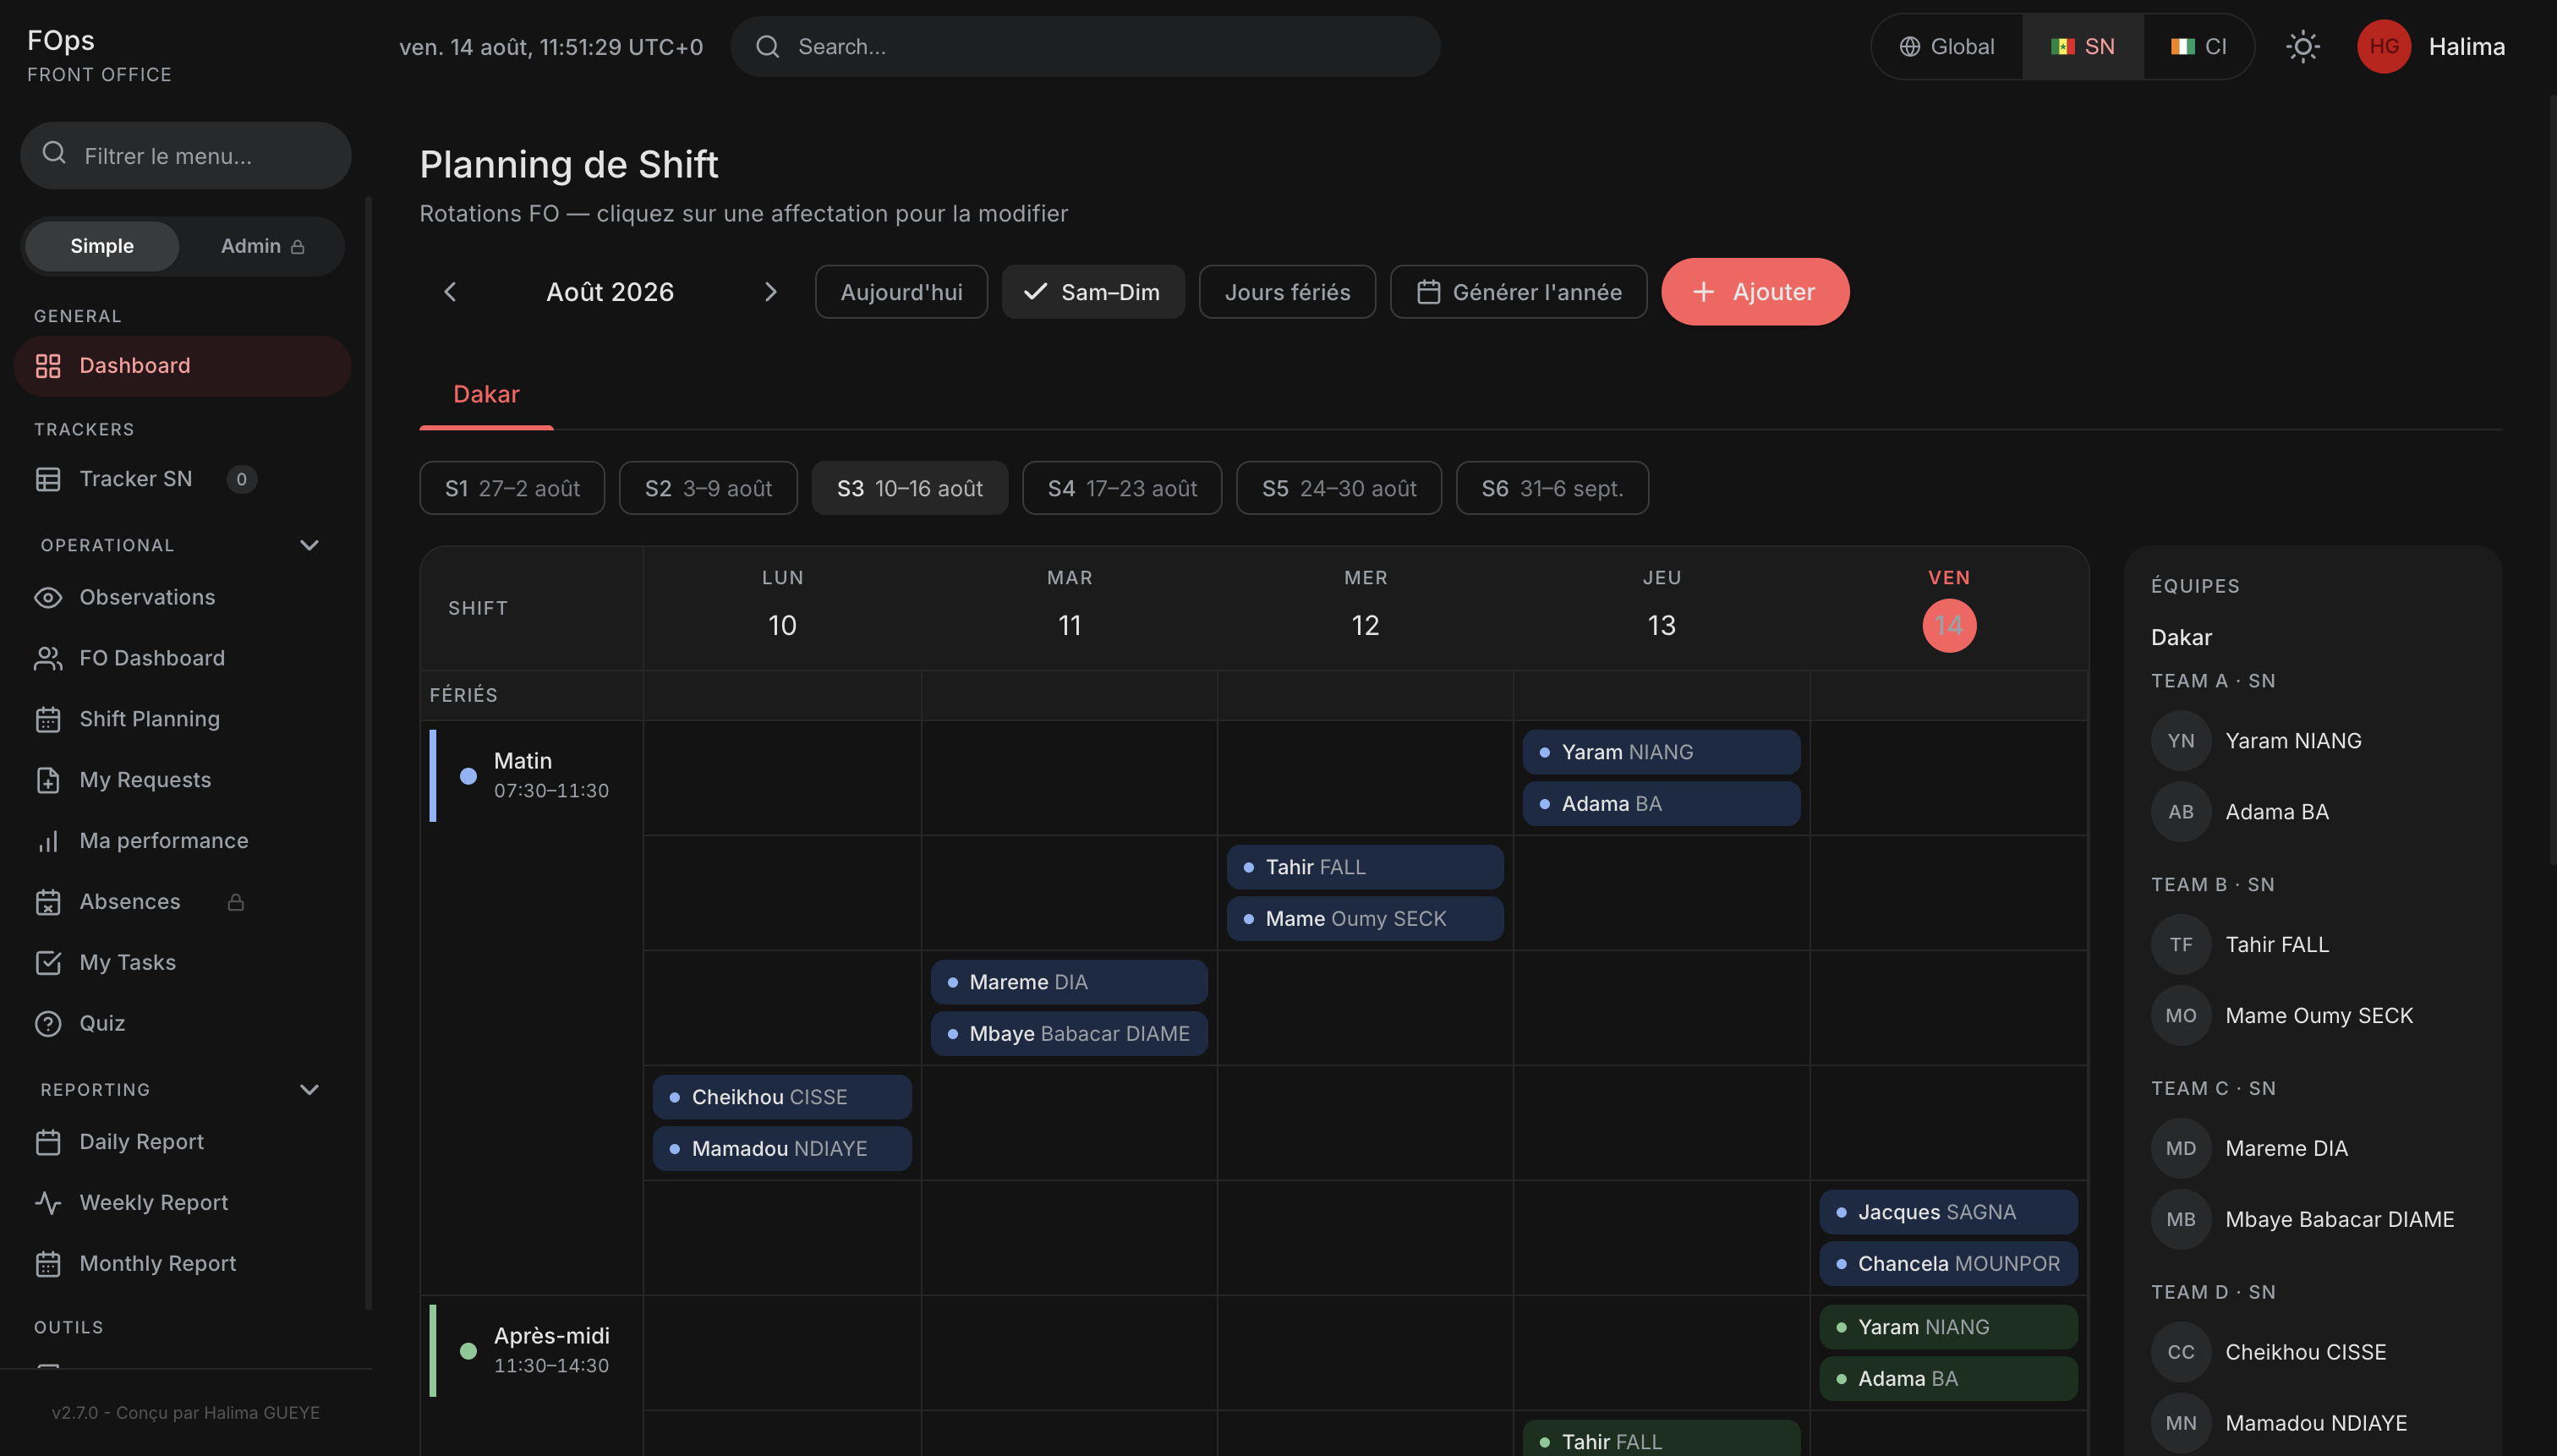 FOps
FRONT OFFICE
ven. 14 août, 11:51:29 UTC+0
Search...
Global
SN
CI
HG
Halima
Filtrer le menu...
Simple
Admin
GENERAL
Dashboard
TRACKERS
Tracker SN 0
OPERATIONAL
Observations
FO Dashboard
Shift Planning
My Requests
Ma performance
Absences
My Tasks
Quiz
REPORTING
Daily Report
Weekly Report
Monthly Report
OUTILS
v2.7.0 - Conçu par Halima GUEYE
Planning de Shift
Rotations FO — cliquez sur une affectation pour la modifier
Août 2026
Aujourd'hui
Sam–Dim
Jours fériés
Générer l'année
Ajouter
Dakar
S1 27–2 août
S2 3–9 août
S3 10–16 août
S4 17–23 août
S5 24–30 août
S6 31–6 sept.
SHIFT
LUN
10
MAR
11
MER
12
JEU
13
VEN
14
FÉRIÉS
Matin
07:30–11:30
Yaram NIANG
Adama BA
Tahir FALL
Mame Oumy SECK
Mareme DIA
Mbaye Babacar DIAME
Cheikhou CISSE
Mamadou NDIAYE
Jacques SAGNA
Chancela MOUNPOR
Après-midi
11:30–14:30
Yaram NIANG
Adama BA
Tahir FALL
ÉQUIPES
Dakar
TEAM A · SN
YN Yaram NIANG
AB Adama BA
TEAM B · SN
TF Tahir FALL
MO Mame Oumy SECK
TEAM C · SN
MD Mareme DIA
MB Mbaye Babacar DIAME
TEAM D · SN
CC Cheikhou CISSE
MN Mamadou NDIAYE